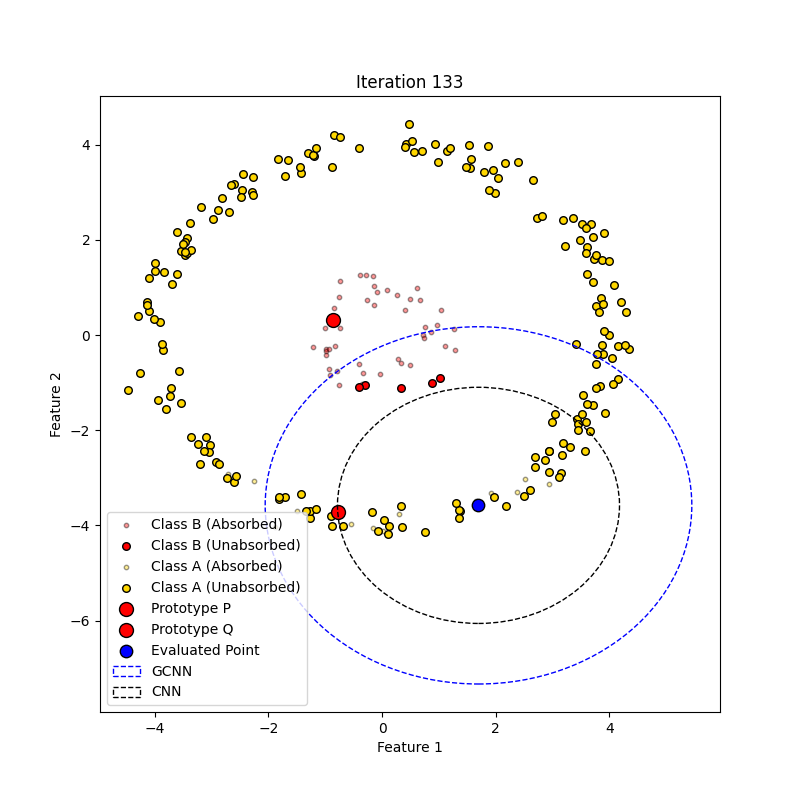 Iteration 133
Feature 2
4
2
0
−2
−4
−6
Class B (Absorbed)
Class B (Unabsorbed)
Class A (Absorbed)
Class A (Unabsorbed)
Prototype P
Prototype Q
Evaluated Point
GCNN
CNN
−4 −2 0 2 4
Feature 1